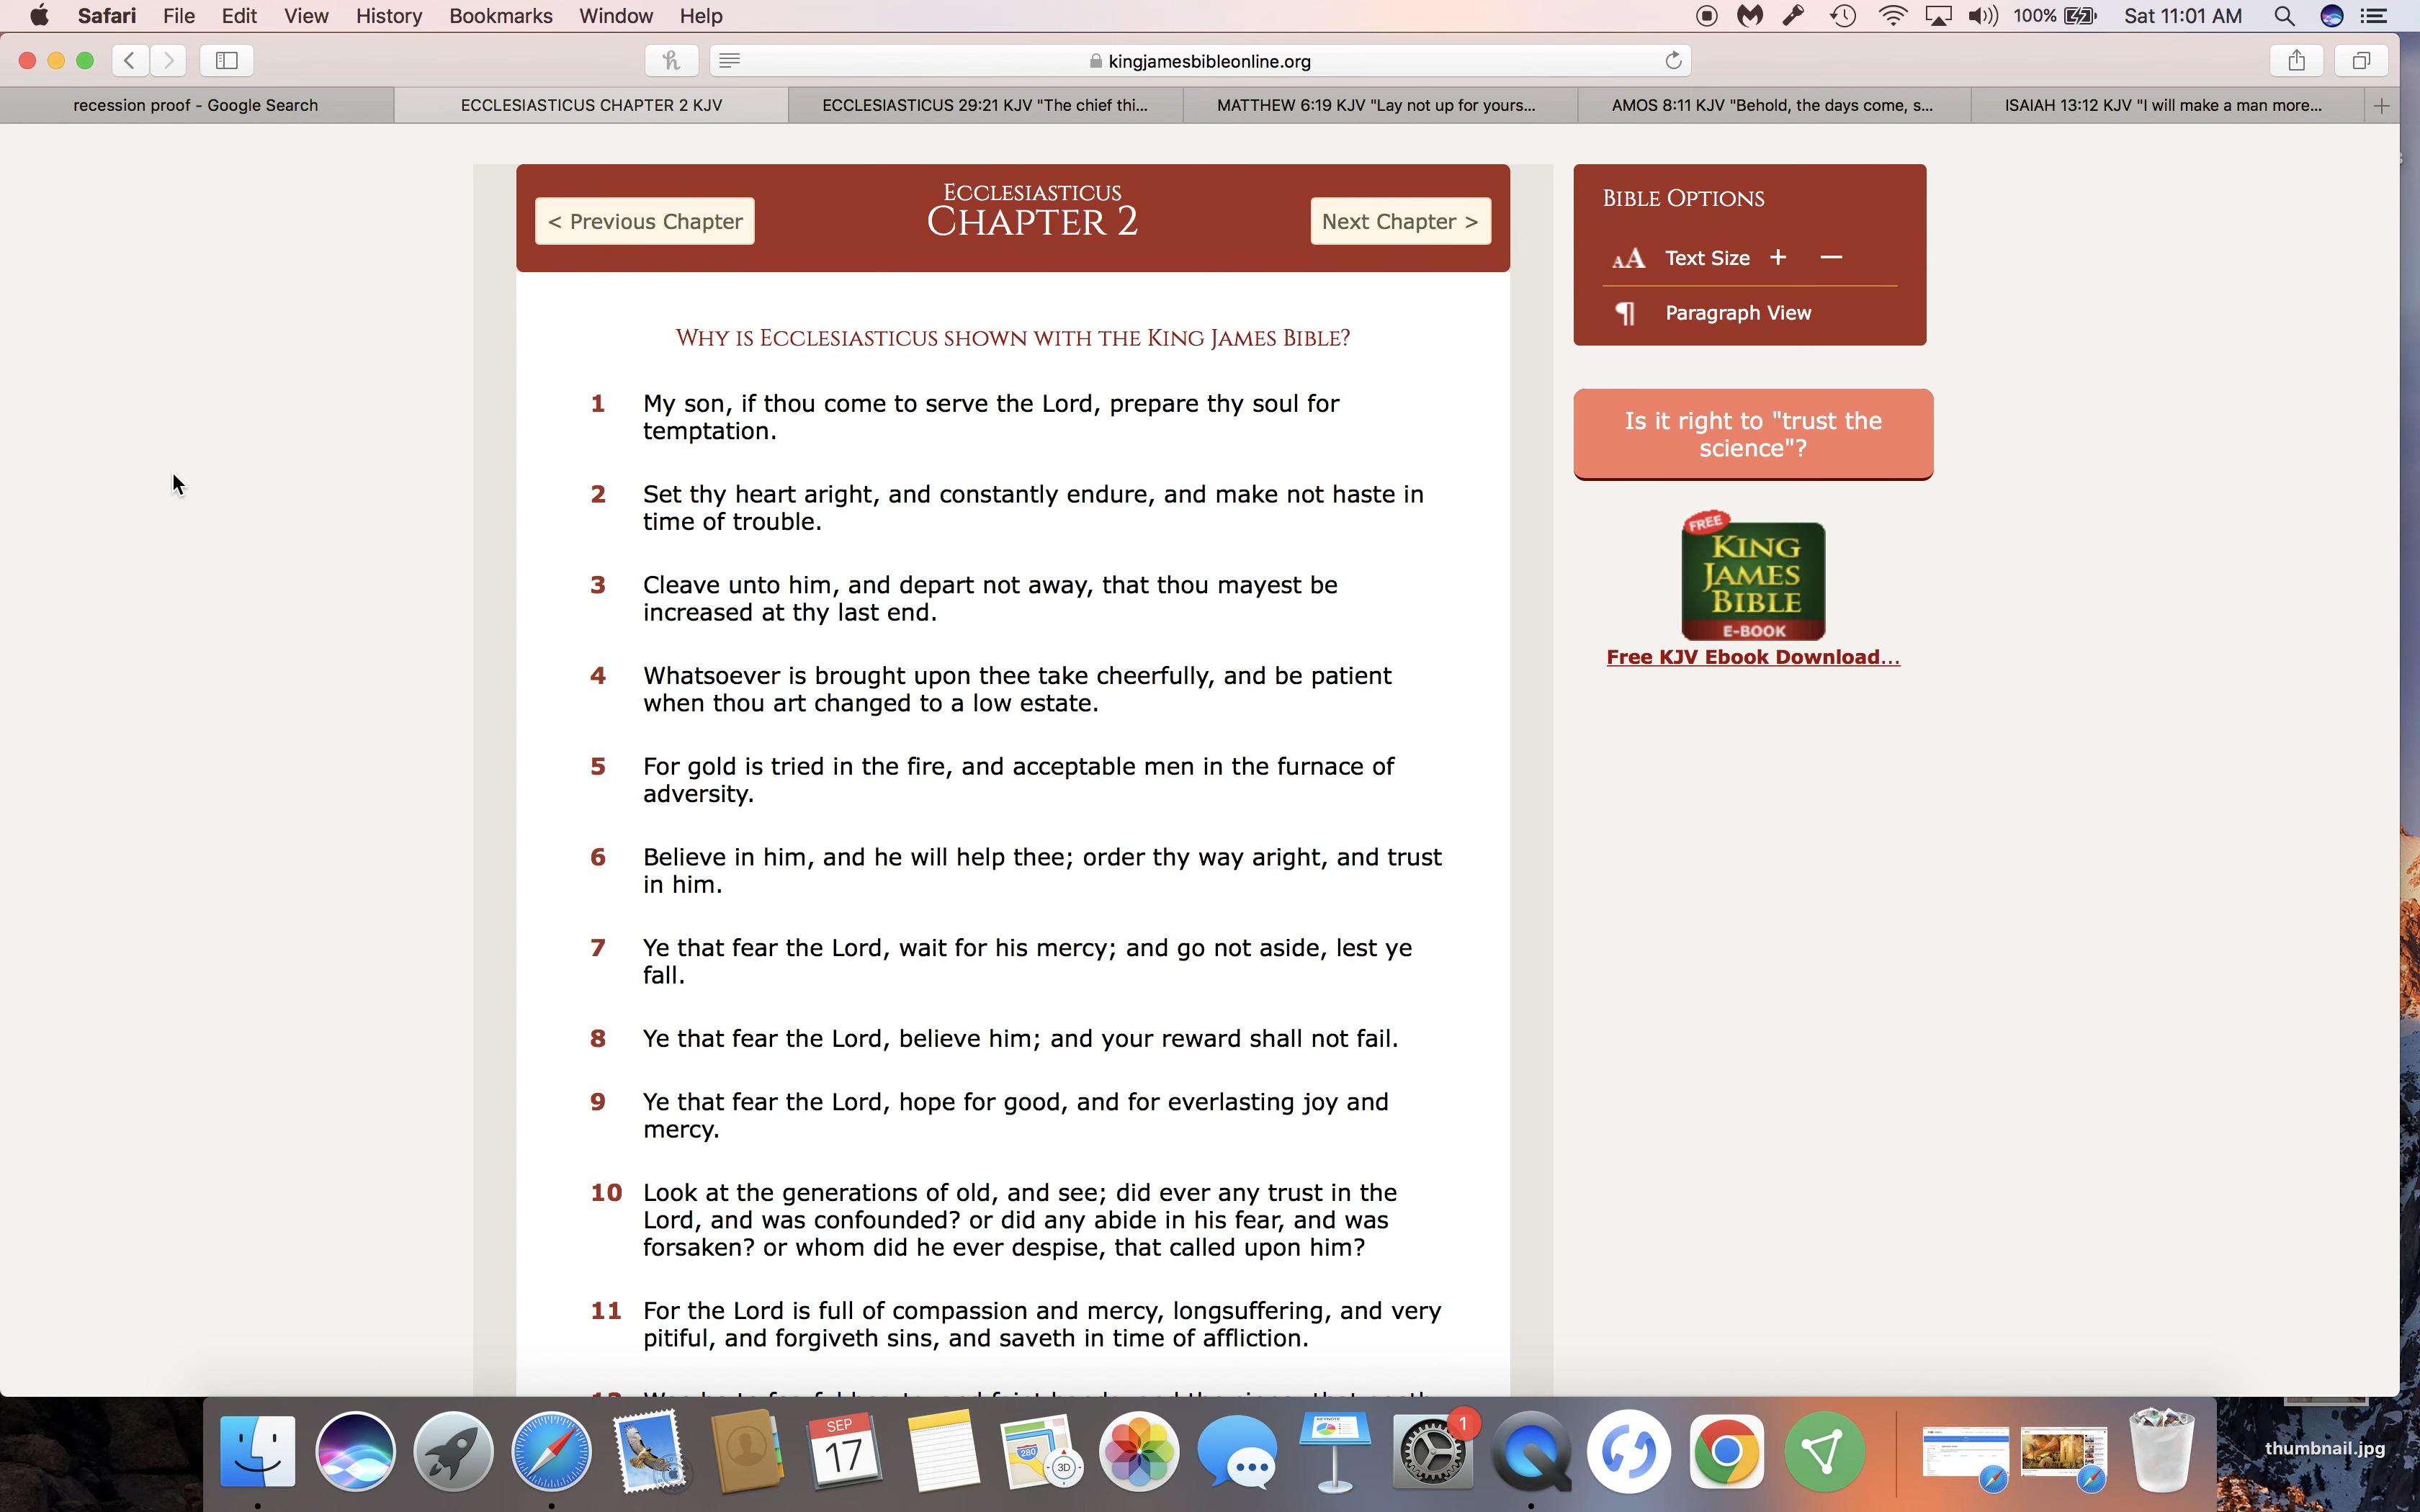 Safari File Edit View History Bookmarks Window Help 100% Sat 11:01 AM
kingjamesbibleonline.org
recession proof - Google Search
ECCLESIASTICUS CHAPTER 2 KJV
ECCLESIASTICUS 29:21 KJV "The chief thi...
MATTHEW 6:19 KJV "Lay not up for yours...
AMOS 8:11 KJV "Behold, the days come, s...
ISAIAH 13:12 KJV "I will make a man more...
< Previous Chapter
Ecclesiasticus
Chapter 2
Next Chapter >
Why is Ecclesiasticus shown with the King James Bible?
1 My son, if thou come to serve the Lord, prepare thy soul for
temptation.
2 Set thy heart aright, and constantly endure, and make not haste in
time of trouble.
3 Cleave unto him, and depart not away, that thou mayest be
increased at thy last end.
4 Whatsoever is brought upon thee take cheerfully, and be patient
when thou art changed to a low estate.
5 For gold is tried in the fire, and acceptable men in the furnace of
adversity.
6 Believe in him, and he will help thee; order thy way aright, and trust
in him.
7 Ye that fear the Lord, wait for his mercy; and go not aside, lest ye
fall.
8 Ye that fear the Lord, believe him; and your reward shall not fail.
9 Ye that fear the Lord, hope for good, and for everlasting joy and
mercy.
10 Look at the generations of old, and see; did ever any trust in the
Lord, and was confounded? or did any abide in his fear, and was
forsaken? or whom did he ever despise, that called upon him?
11 For the Lord is full of compassion and mercy, longsuffering, and very
pitiful, and forgiveth sins, and saveth in time of affliction.
Bible Options
AA Text Size + —
¶ Paragraph View
Is it right to "trust the
science"?
FREE
King
James
Bible
E-BOOK
Free KJV Ebook Download...
SEP
17
280
3D
KEYNOTE
1
thumbnail.jpg